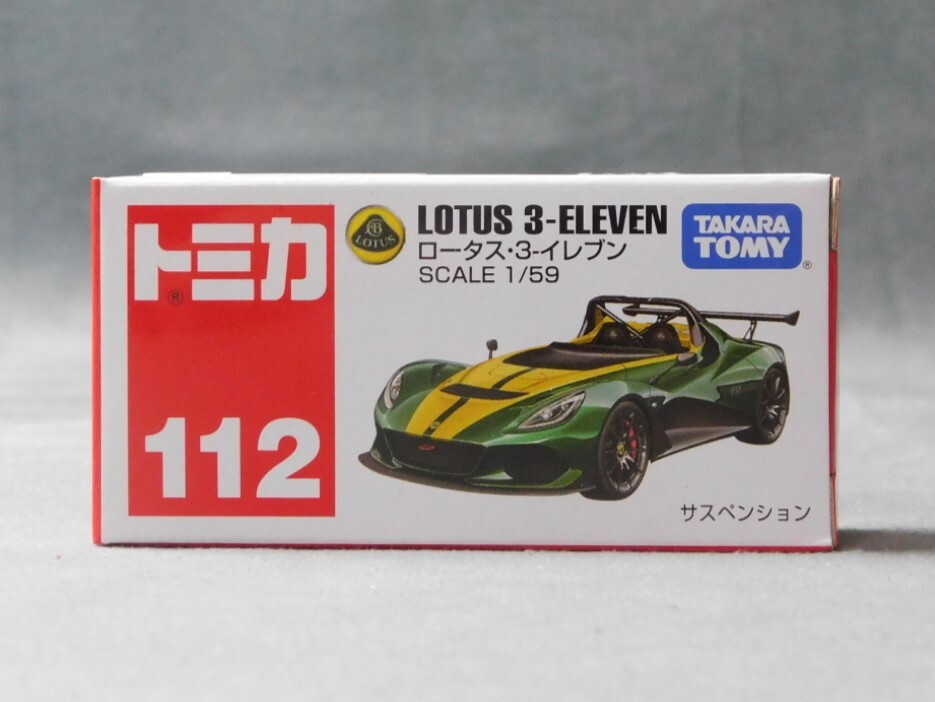 トミカ
®
112
LOTUS
LOTUS 3-ELEVEN
ロータス・3-イレブン
SCALE 1/59
TAKARA
TOMY
®
サスペンション